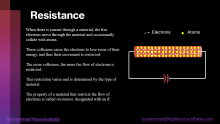 Resistance
When there is current through a material, the free
electrons move through the material and occasionally
collide with atoms.
These collisions cause the electrons to lose some of their
energy, and thus their movement is restricted.
The more collisions, the more the flow of electrons is
restricted.
This restriction varies and is determined by the type of
material.
The property of a material that restricts the flow of
electrons is called resistance, designated with an R
Electrons
Atoms